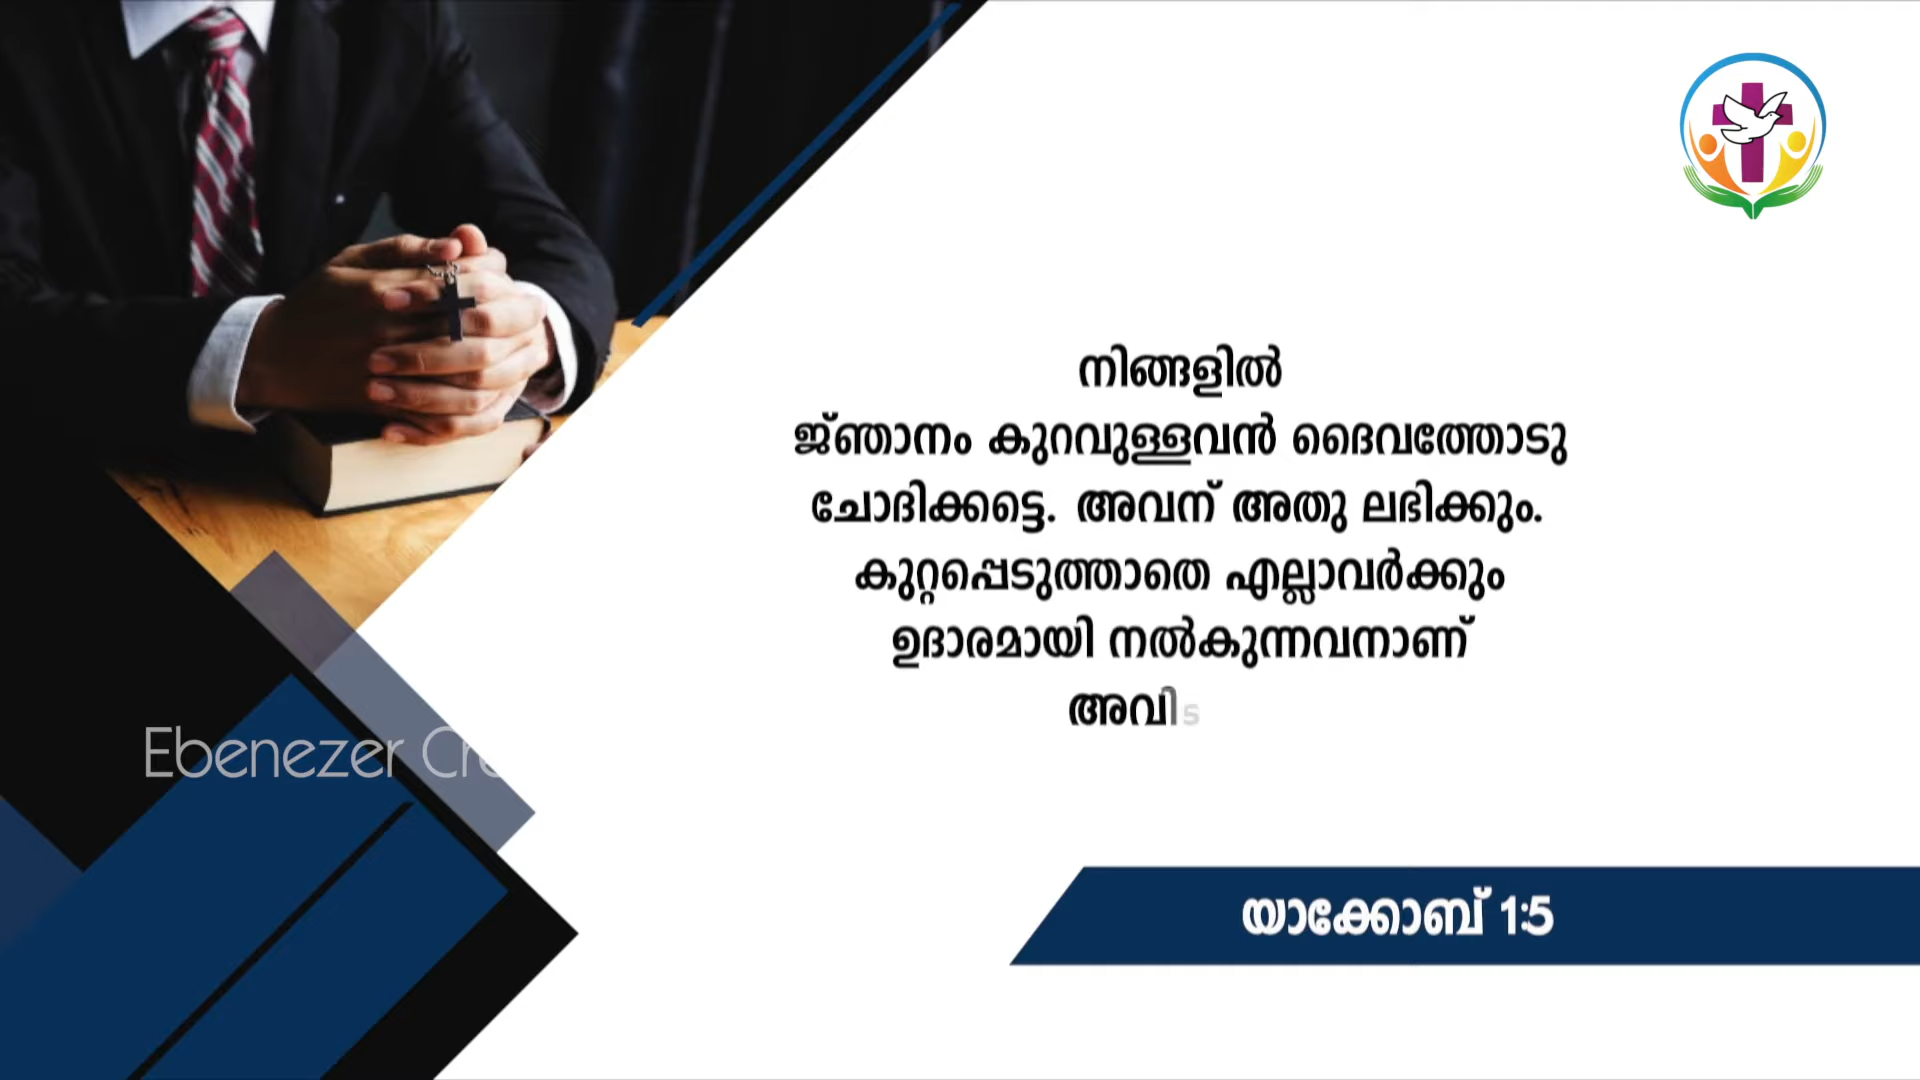 നിങ്ങളിൽ
ജ്ഞാനം കുറവുള്ളവൻ ദൈവത്തോടു
ചോദിക്കട്ടെ. അവന് അതു ലഭിക്കും.
കുറ്റപ്പെടുത്താതെ എല്ലാവർക്കും
ഉദാരമായി നൽകുന്നവനാണ്
അവിട
Ebenezer
യാക്കോബ് 1:5